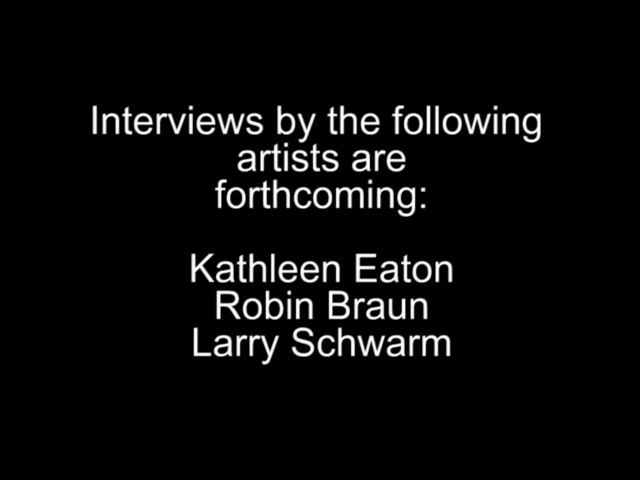 Interviews by the following
artists are
forthcoming:
Kathleen Eaton
Robin Braun
Larry Schwarm